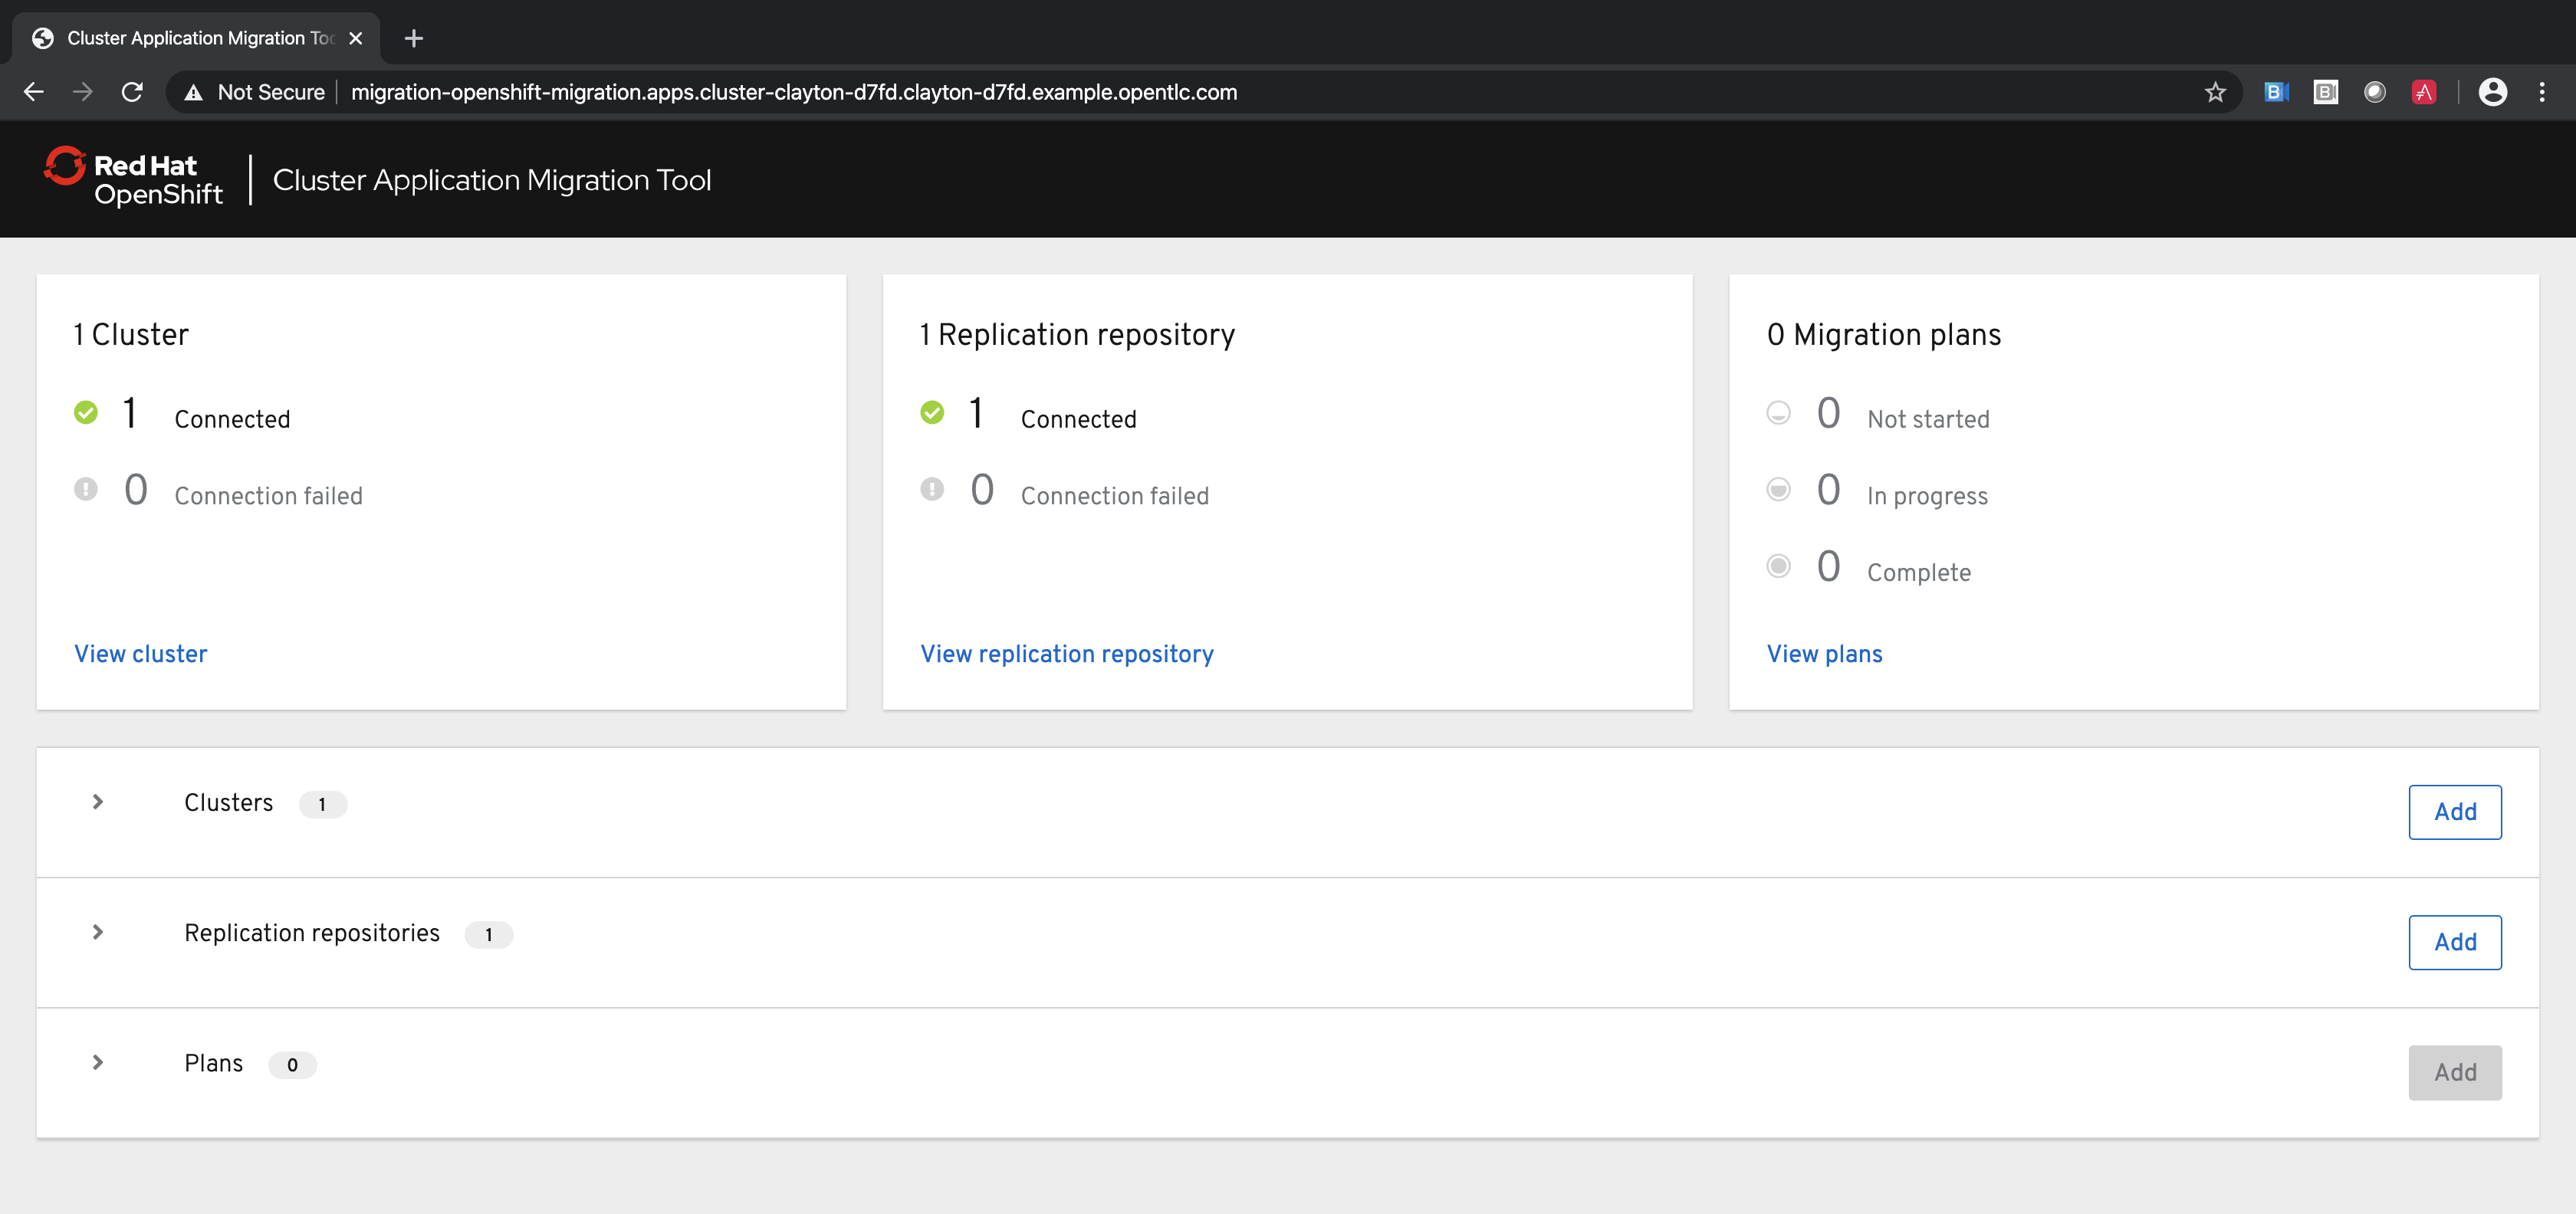 Cluster Application Migration Too
Not Secure
migration-openshift-migration.apps.cluster-clayton-d7fd.clayton-d7fd.example.opentlc.com
Red Hat
OpenShift
Cluster Application Migration Tool
1 Cluster
1 Connected
0 Connection failed
View cluster
1 Replication repository
1 Connected
0 Connection failed
View replication repository
0 Migration plans
0 Not started
0 In progress
0 Complete
View plans
Clusters 1
Add
Replication repositories 1
Add
Plans 0
Add